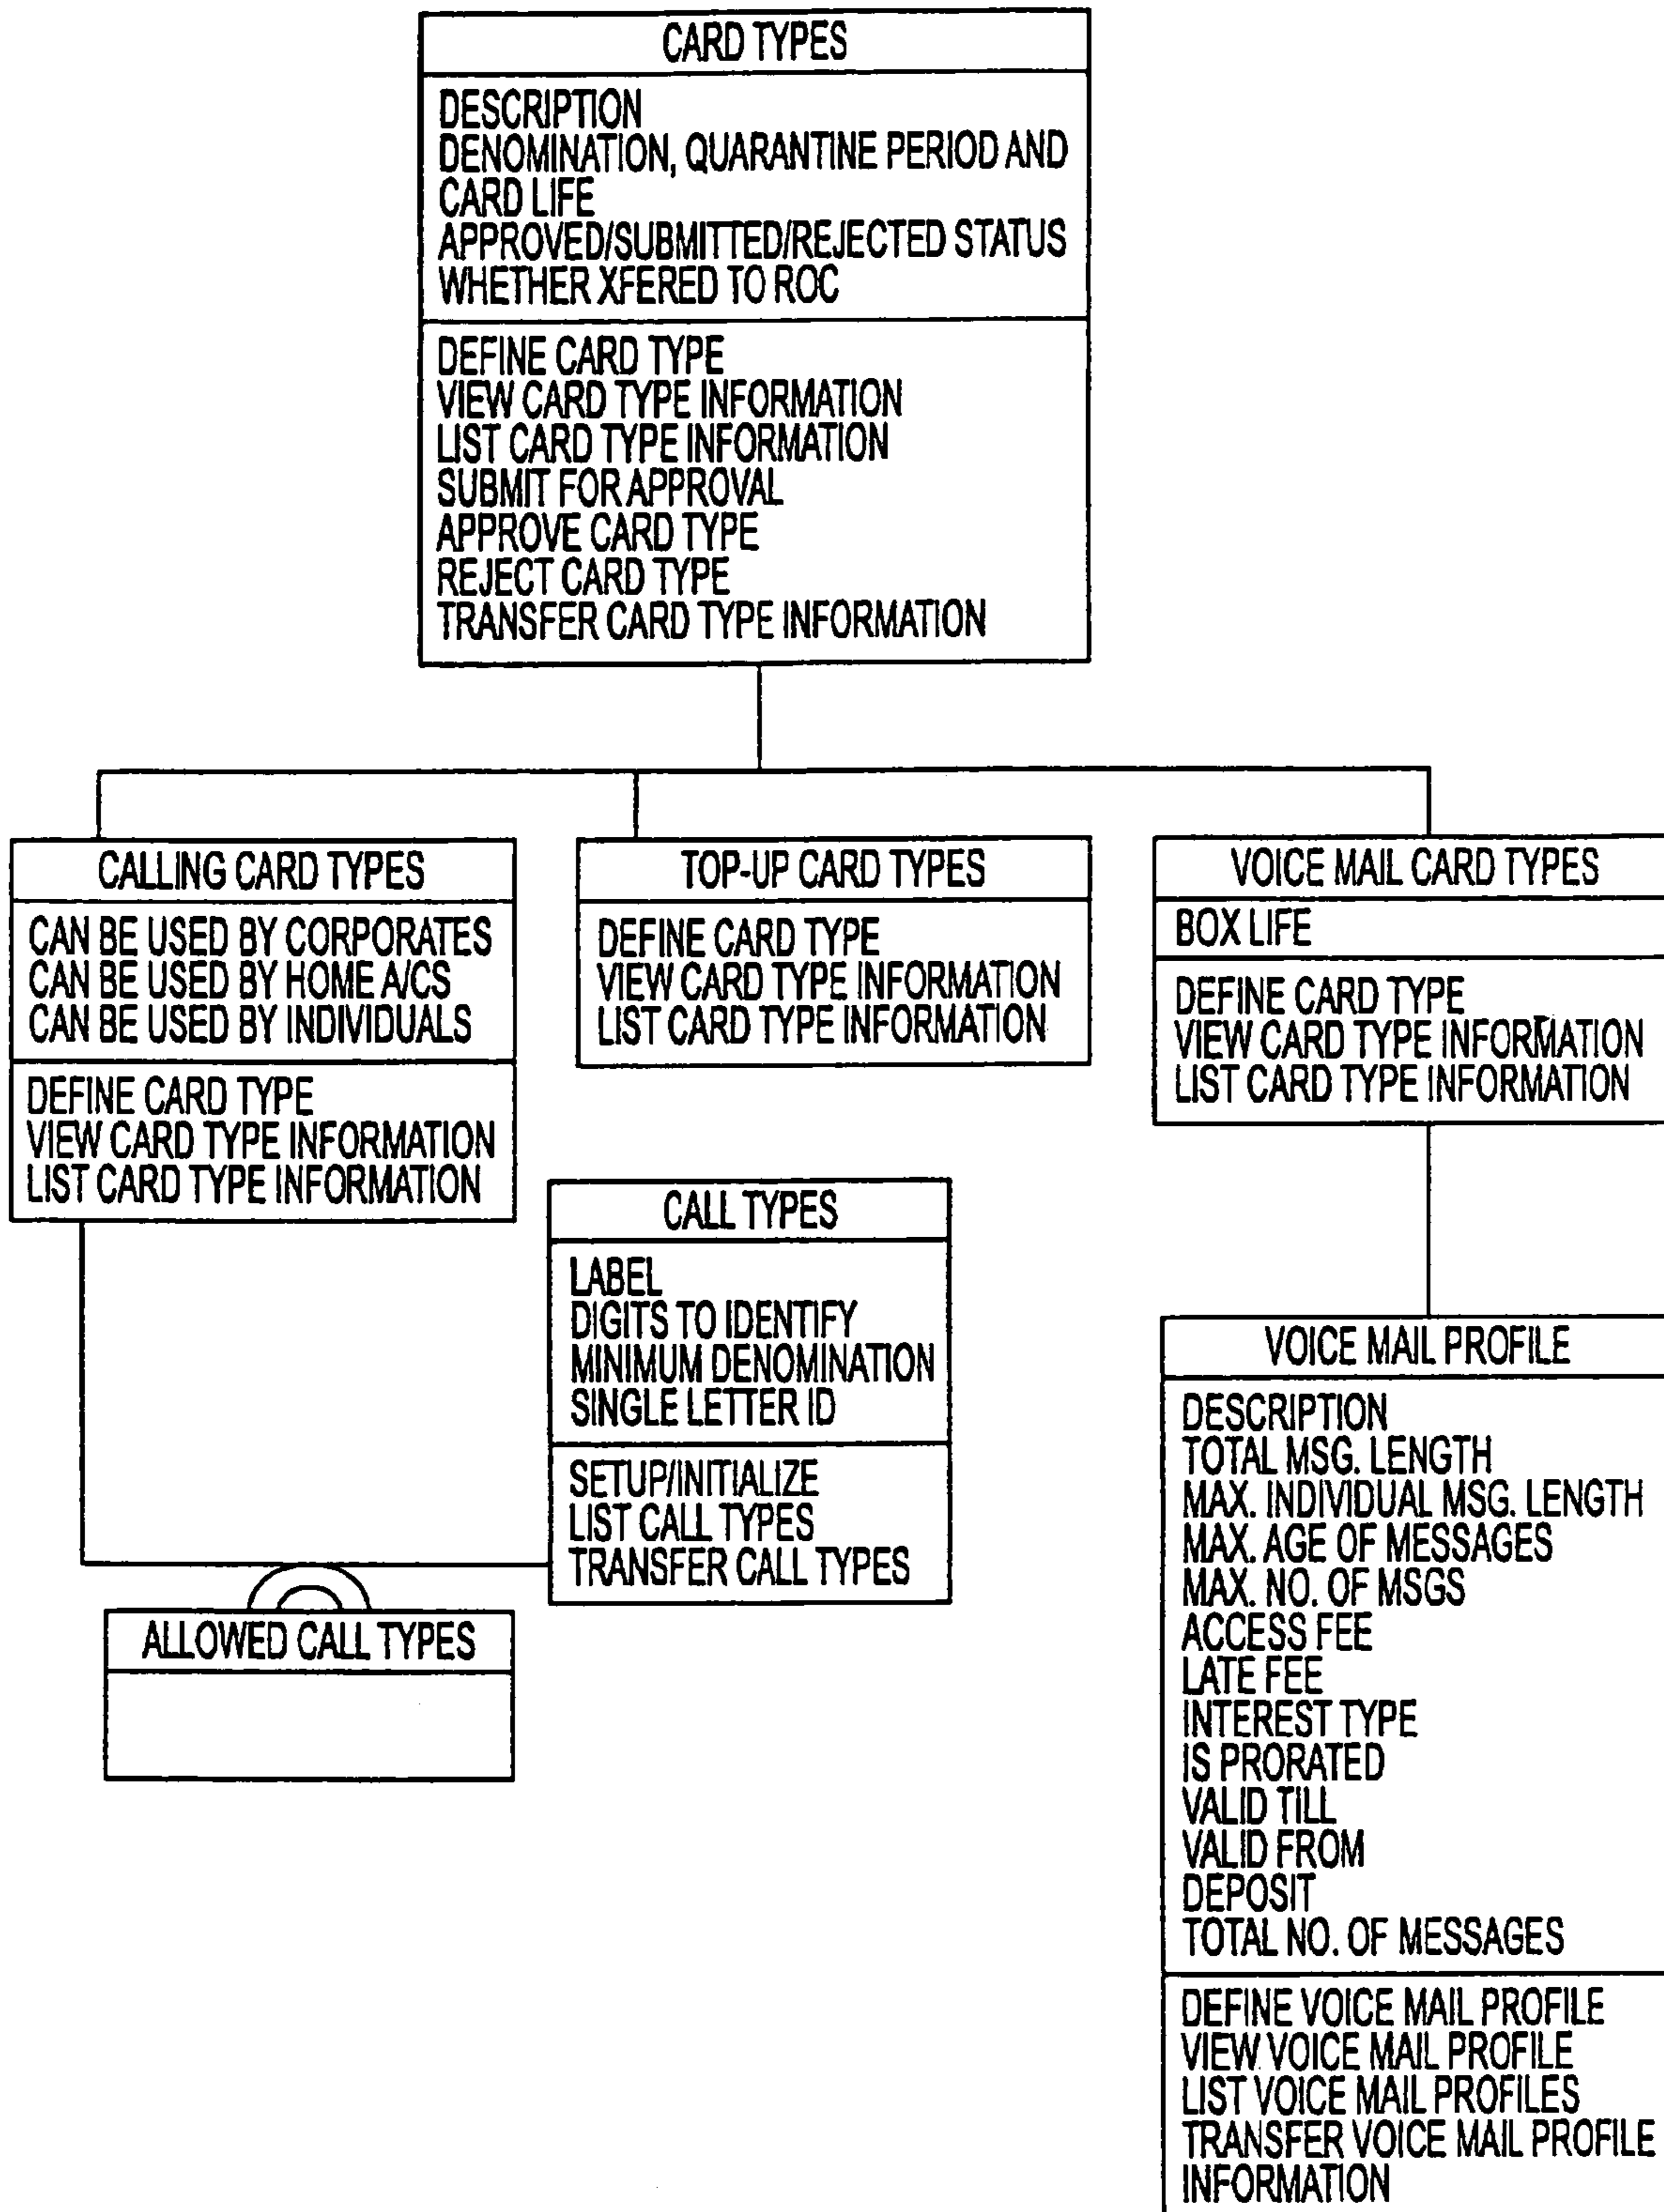 CARD TYPES
DESCRIPTION
DENOMINATION, QUARANTINE PERIOD AND
CARD LIFE
APPROVED/SUBMITTED/REJECTED STATUS
WHETHER XFERED TO ROC
DEFINE CARD TYPE
VIEW CARD TYPE INFORMATION
LIST CARD TYPE INFORMATION
SUBMIT FOR APPROVAL
APPROVE CARD TYPE
REJECT CARD TYPE
TRANSFER CARD TYPE INFORMATION
CALLING CARD TYPES
CAN BE USED BY CORPORATES
CAN BE USED BY HOME A/CS
CAN BE USED BY INDIVIDUALS
DEFINE CARD TYPE
VIEW CARD TYPE INFORMATION
LIST CARD TYPE INFORMATION
TOP-UP CARD TYPES
DEFINE CARD TYPE
VIEW CARD TYPE INFORMATION
LIST CARD TYPE INFORMATION
VOICE MAIL CARD TYPES
BOX LIFE
DEFINE CARD TYPE
VIEW CARD TYPE INFORMATION
LIST CARD TYPE INFORMATION
CALL TYPES
LABEL
DIGITS TO IDENTIFY
MINIMUM DENOMINATION
SINGLE LETTER ID
SETUP/INITIALIZE
LIST CALL TYPES
TRANSFER CALL TYPES
ALLOWED CALL TYPES
VOICE MAIL PROFILE
DESCRIPTION
TOTAL MSG. LENGTH
MAX. INDIVIDUAL MSG. LENGTH
MAX. AGE OF MESSAGES
MAX. NO. OF MSGS
ACCESS FEE
LATE FEE
INTEREST TYPE
IS PRORATED
VALID TILL
VALID FROM
DEPOSIT
TOTAL NO. OF MESSAGES
DEFINE VOICE MAIL PROFILE
VIEW VOICE MAIL PROFILE
LIST VOICE MAIL PROFILES
TRANSFER VOICE MAIL PROFILE
INFORMATION